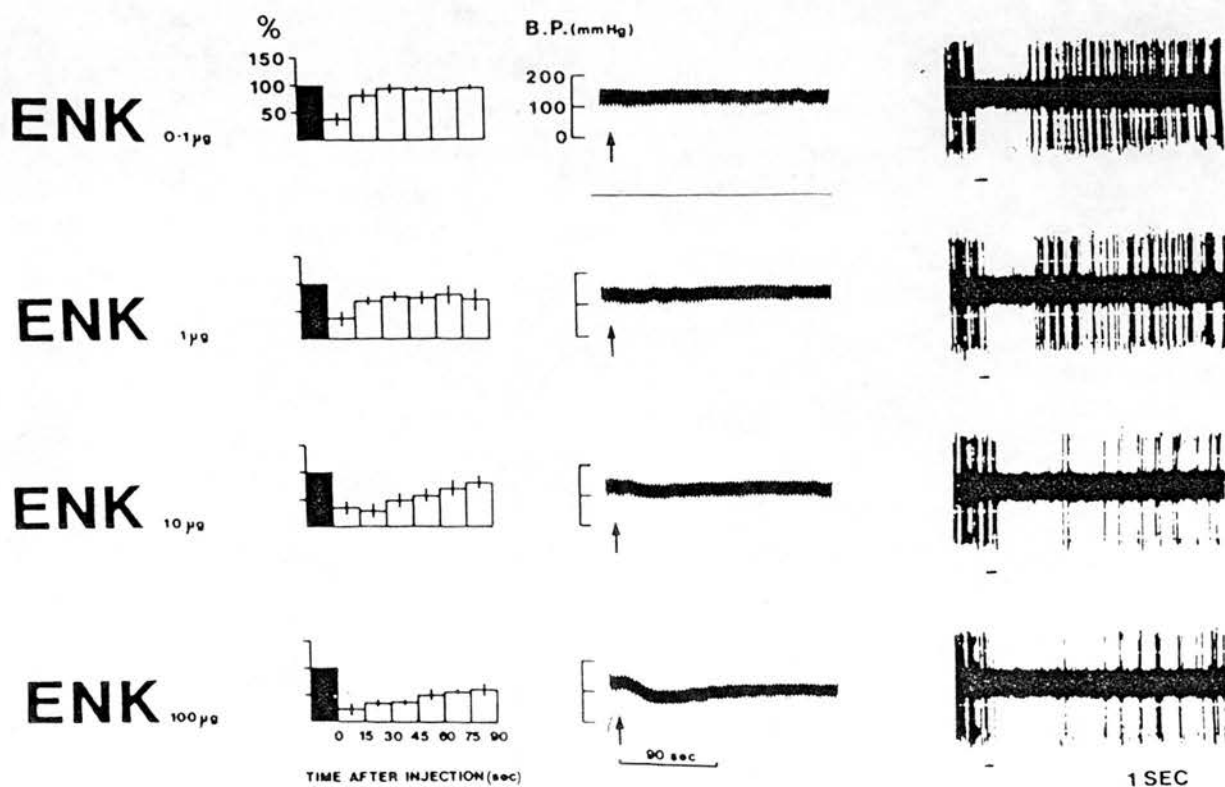 %
B.P.(mmHg)
150
100
50
200
100
0
ENK 0·1µg
ENK 1µg
ENK 10µg
ENK 100µg
0 15 30 45 60 75 90
TIME AFTER INJECTION(sec)
90 sec
1 SEC